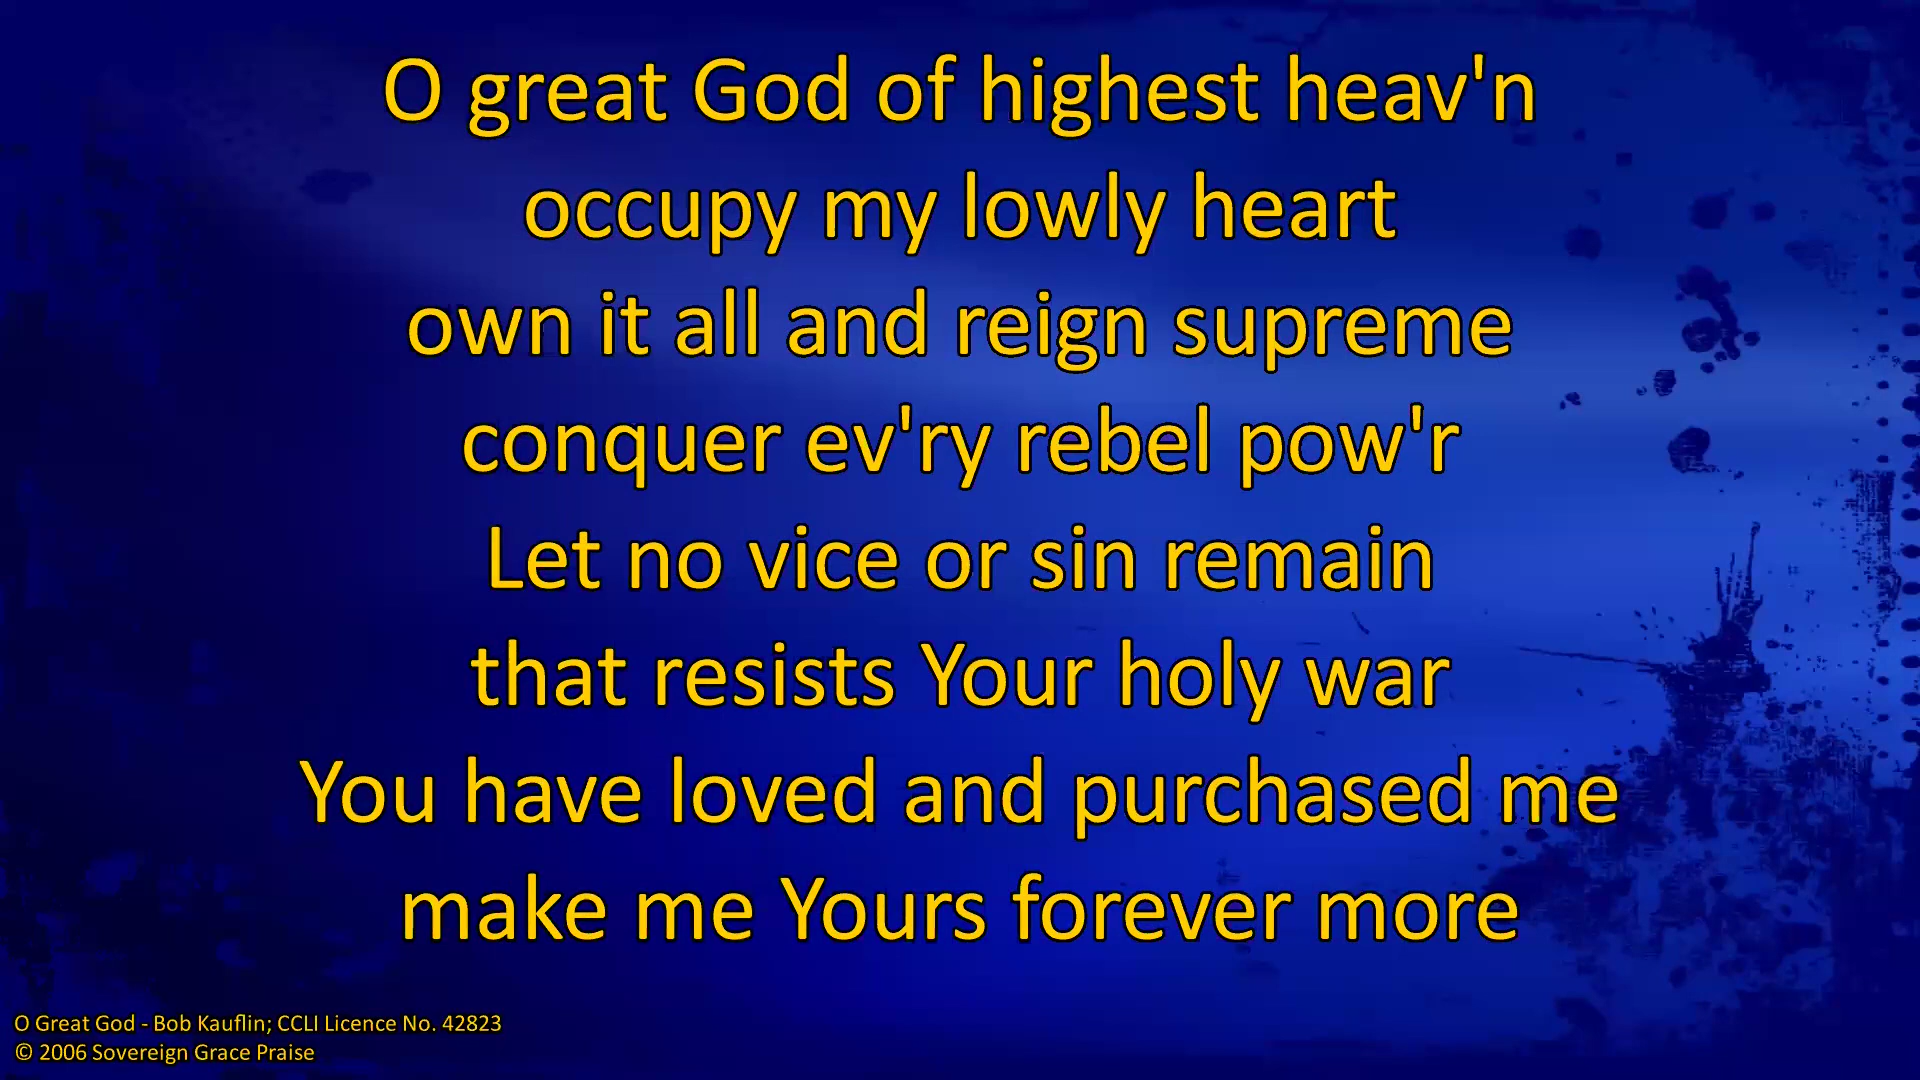 O great God of highest heav'n
occupy my lowly heart
own it all and reign supreme
conquer ev'ry rebel pow'r
Let no vice or sin remain
that resists Your holy war
You have loved and purchased me
make me Yours forever more
O Great God - Bob Kauflin; CCLI Licence No. 42823
© 2006 Sovereign Grace Praise